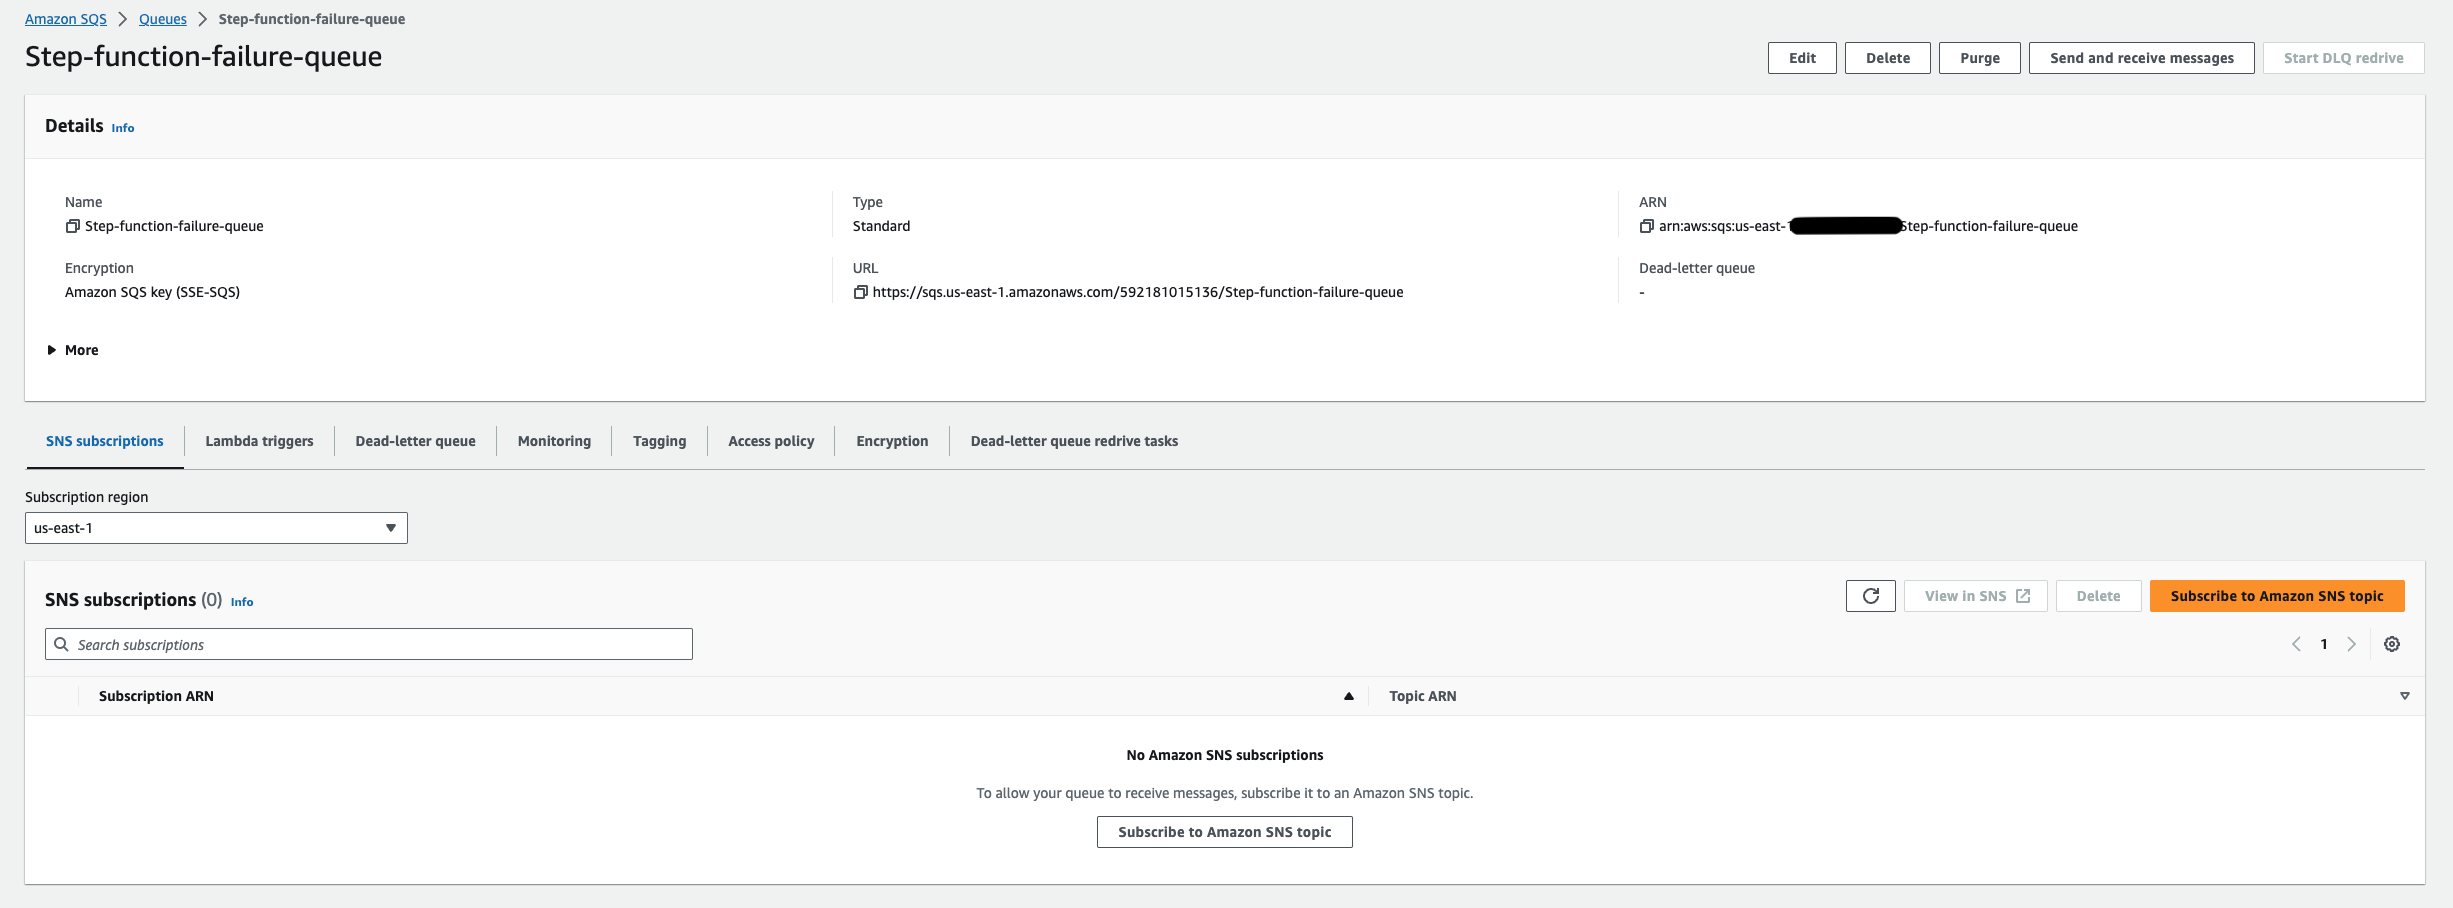 Amazon SQS > Queues > Step-function-failure-queue
Step-function-failure-queue
Edit Delete Purge Send and receive messages Start DLQ redrive
Details Info
Name
Step-function-failure-queue
Type
Standard
ARN
arn:aws:sqs:us-east-1 Step-function-failure-queue
Encryption
Amazon SQS key (SSE-SQS)
URL
https://sqs.us-east-1.amazonaws.com/592181015136/Step-function-failure-queue
Dead-letter queue
-
More
SNS subscriptions Lambda triggers Dead-letter queue Monitoring Tagging Access policy Encryption Dead-letter queue redrive tasks
Subscription region
us-east-1
SNS subscriptions (0) Info
View in SNS Delete Subscribe to Amazon SNS topic
Search subscriptions
1
Subscription ARN Topic ARN
No Amazon SNS subscriptions
To allow your queue to receive messages, subscribe it to an Amazon SNS topic.
Subscribe to Amazon SNS topic